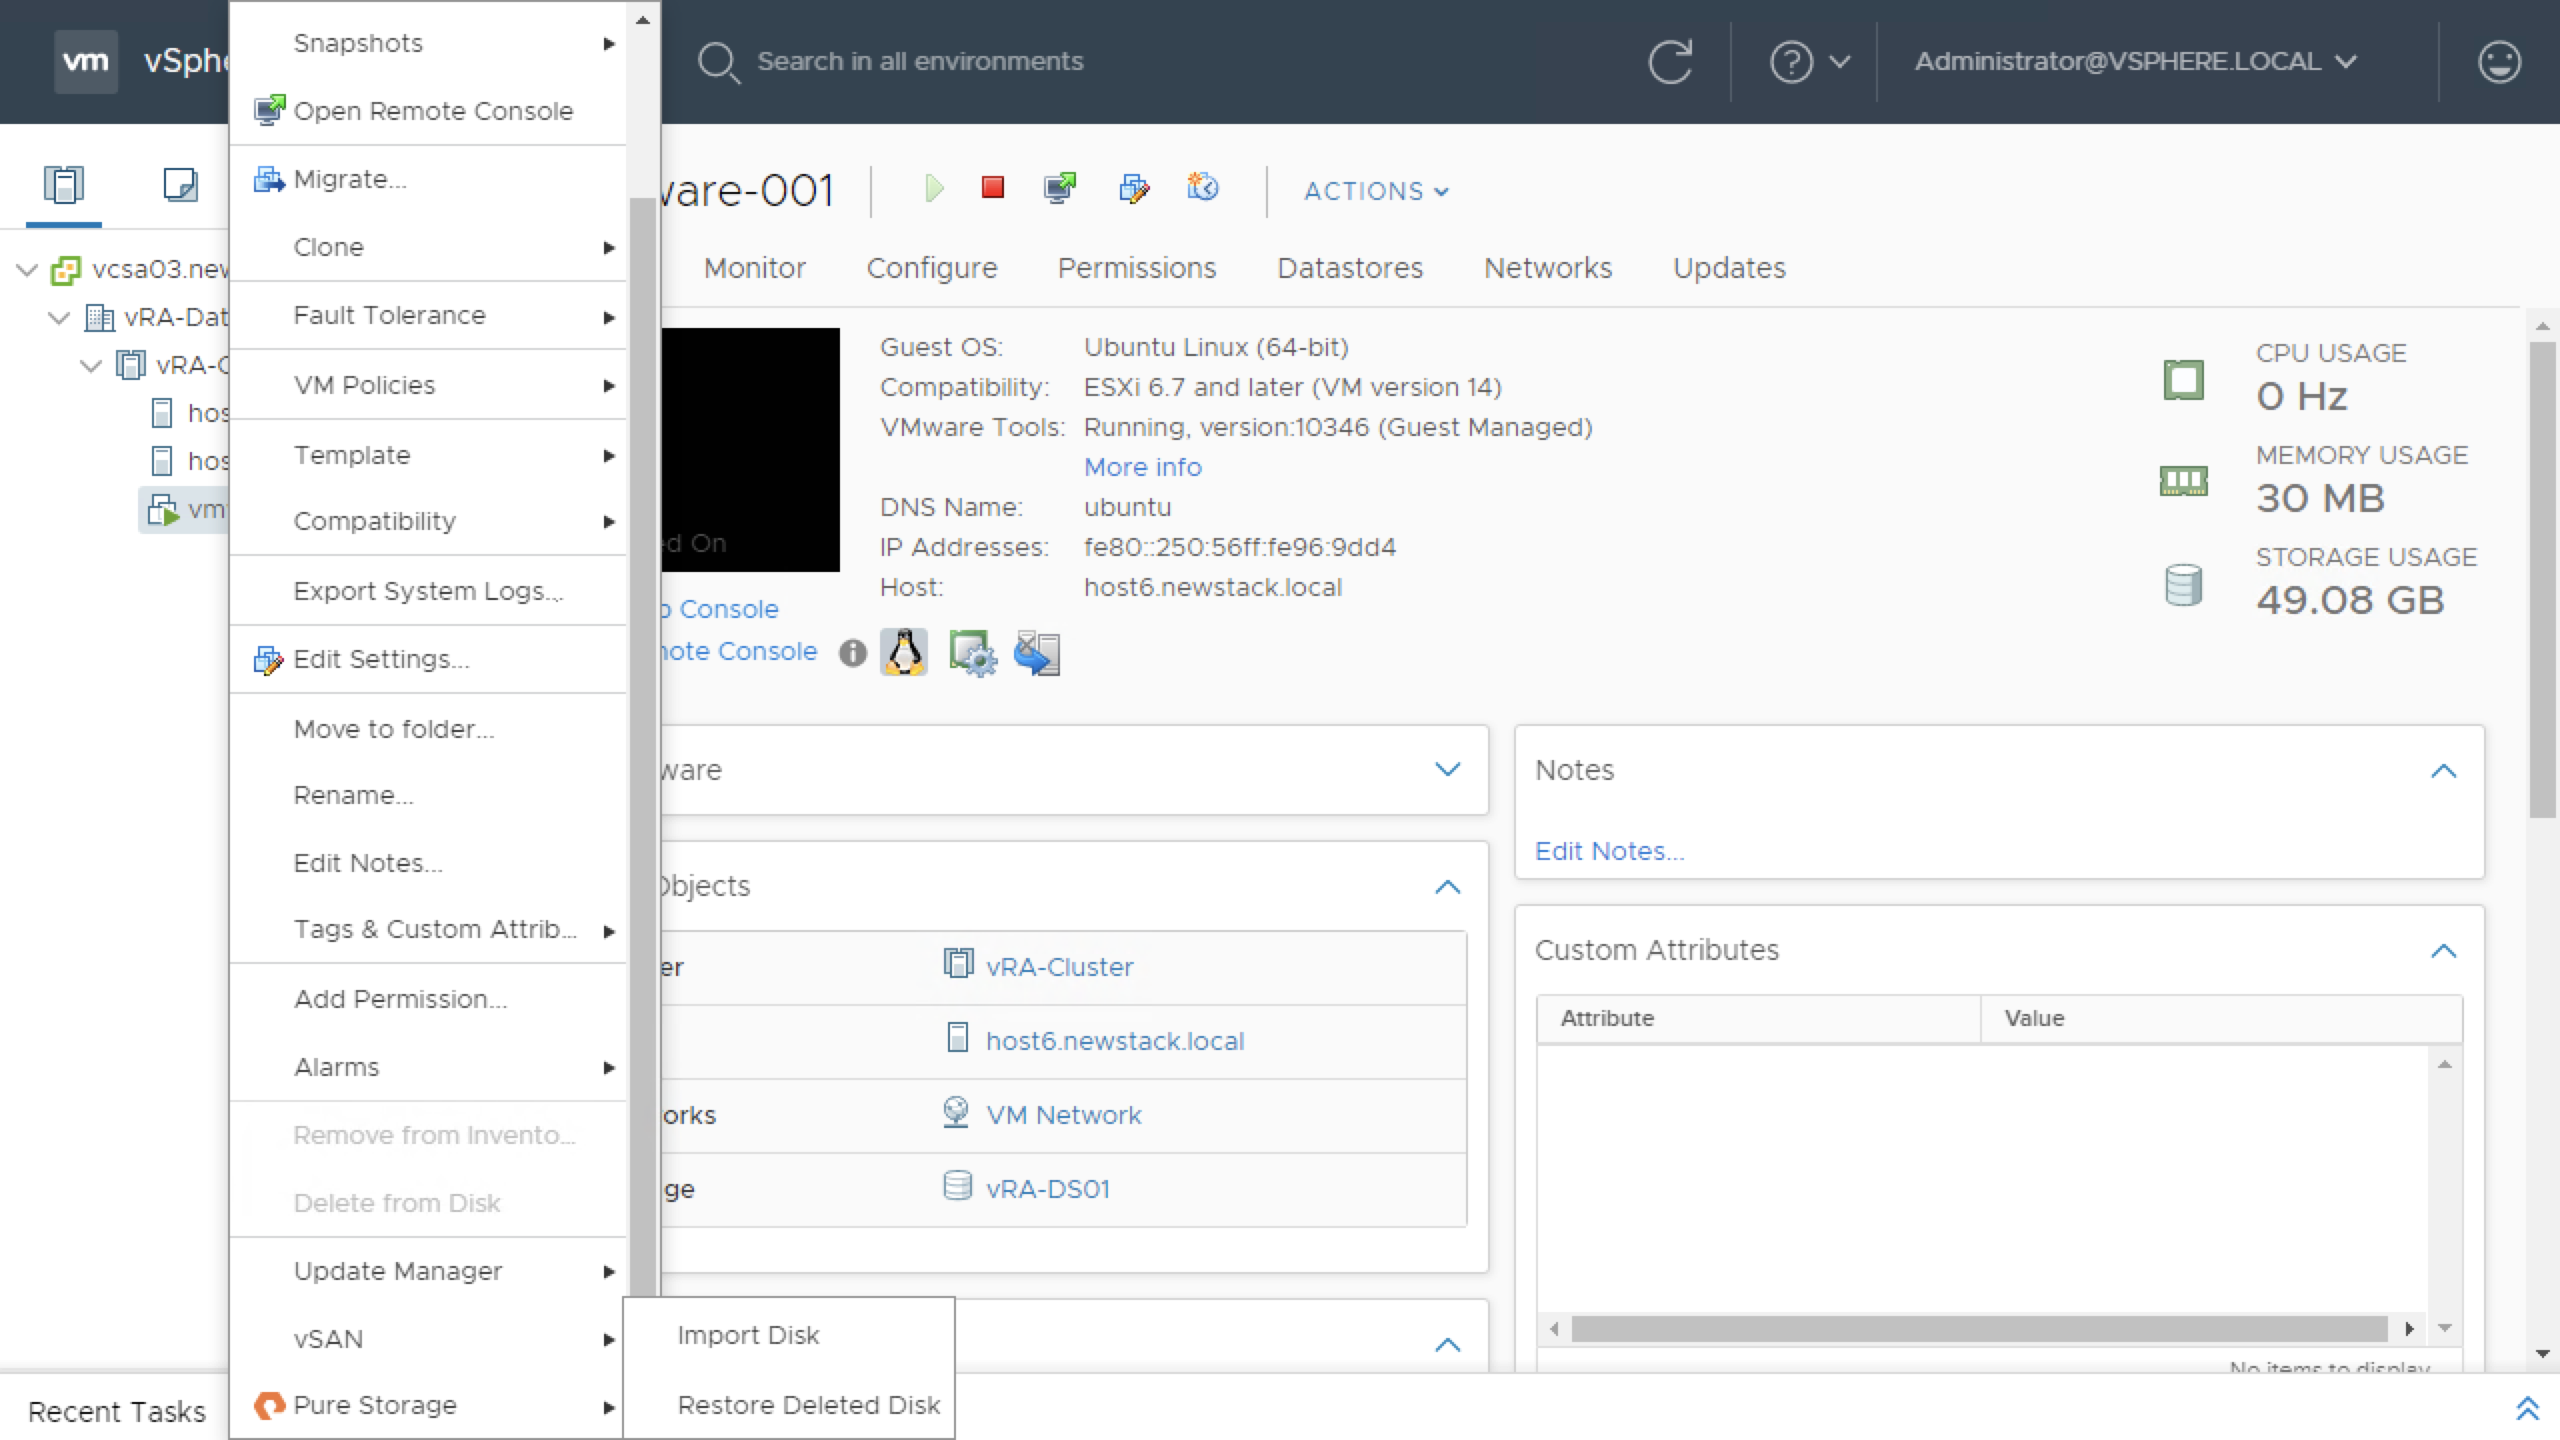 vm vSphe
Search in all environments
Administrator@VSPHERE.LOCAL
Snapshots
Open Remote Console
Migrate...
Clone
Fault Tolerance
VM Policies
Template
Compatibility
Export System Logs...
Edit Settings...
Move to folder...
Rename...
Edit Notes...
Tags & Custom Attrib...
Add Permission...
Alarms
Remove from Invento...
Delete from Disk
Update Manager
vSAN
Pure Storage
Import Disk
Restore Deleted Disk
vcsa03.new
vRA-Dat
vRA-C
hos
hos
vm
ware-001
ACTIONS
Monitor Configure Permissions Datastores Networks Updates
ed On
Console
mote Console
Guest OS: Ubuntu Linux (64-bit)
Compatibility: ESXi 6.7 and later (VM version 14)
VMware Tools: Running, version:10346 (Guest Managed)
More info
DNS Name: ubuntu
IP Addresses: fe80::250:56ff:fe96:9dd4
Host: host6.newstack.local
CPU USAGE
0 Hz
MEMORY USAGE
30 MB
STORAGE USAGE
49.08 GB
ware
Objects
er vRA-Cluster
host6.newstack.local
orks VM Network
ge vRA-DS01
Notes
Edit Notes...
Custom Attributes
Attribute Value
No items to display
Recent Tasks